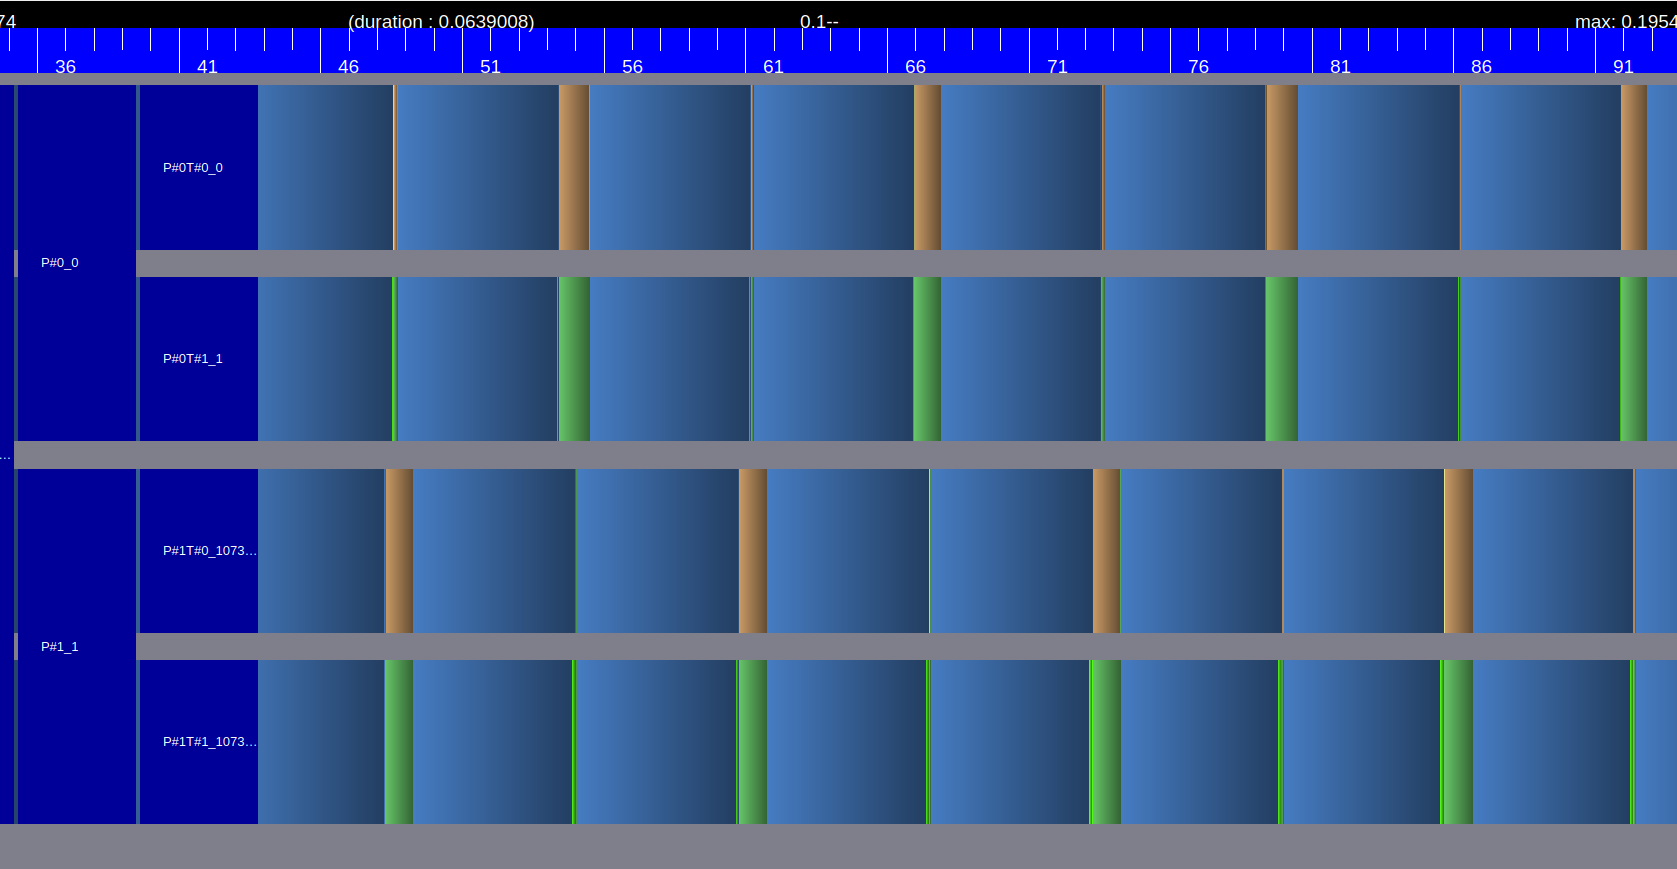 74 (duration : 0.0639008) 0.1-- max: 0.1954
36 41 46 51 56 61 66 71 76 81 86 91
P#0T#0_0
P#0_0
P#0T#1_1
...
P#1T#0_1073...
P#1_1
P#1T#1_1073...